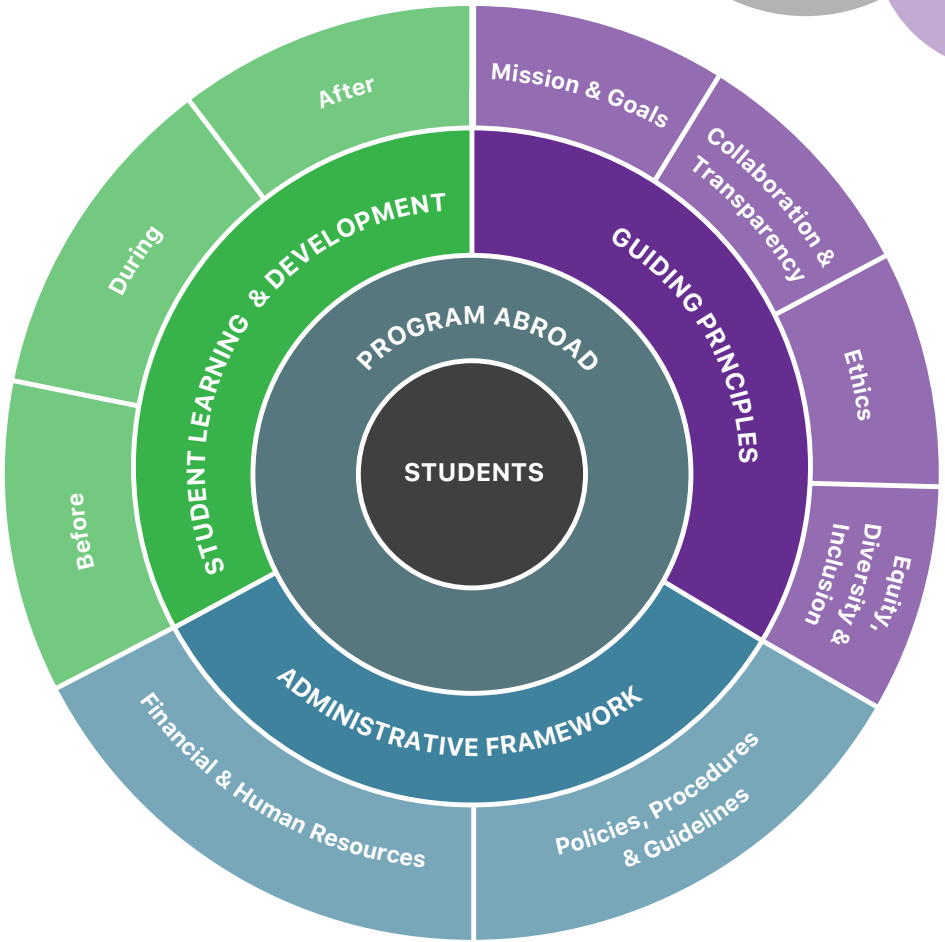 STUDENTS
PROGRAM ABROAD
GUIDING PRINCIPLES
Mission & Goals
Collaboration &
Transparency
Ethics
Equity,
Diversity &
Inclusion
ADMINISTRATIVE FRAMEWORK
Policies, Procedures
& Guidelines
Financial & Human Resources
STUDENT LEARNING & DEVELOPMENT
Before
During
After